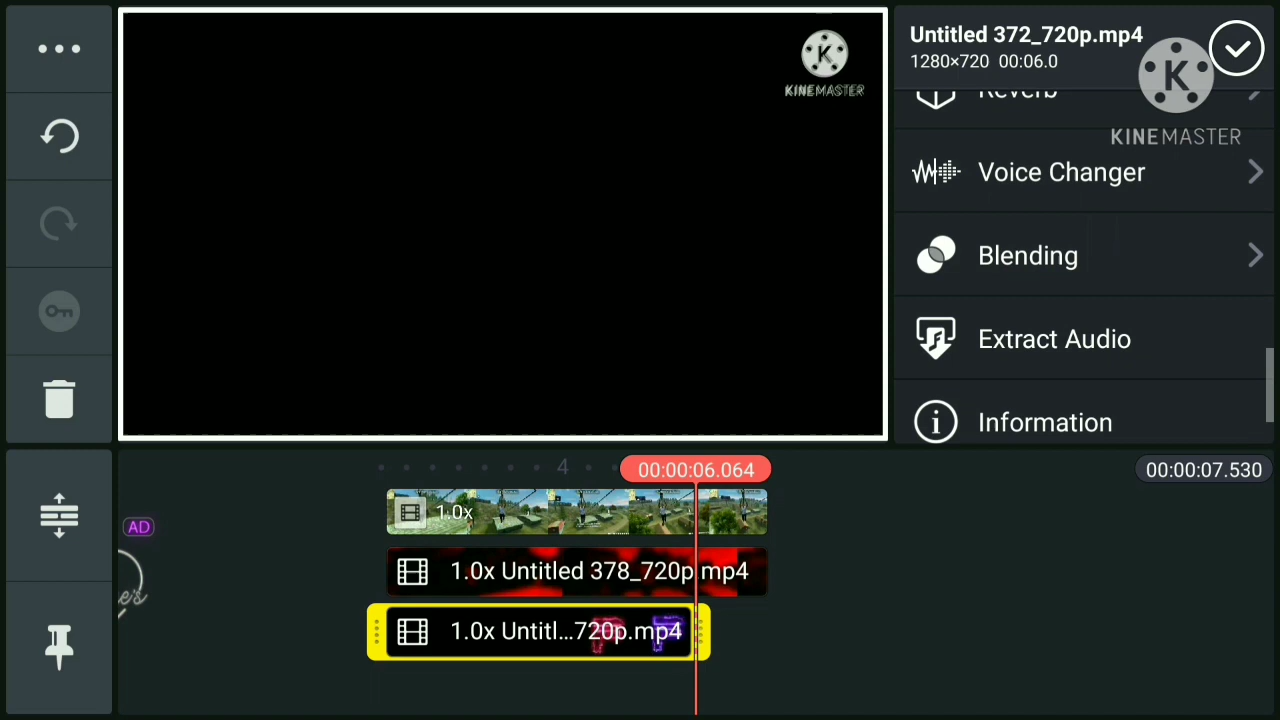 KINEMASTER
Untitled 372_720p.mp4
1280×720 00:06.0
KINEMASTER
Reverb
Voice Changer
Blending
Extract Audio
Information
4
00:00:06.064
00:00:07.530
AD
1.0x
1.0x Untitled 378_720p.mp4
1.0x Untitl...720p.mp4